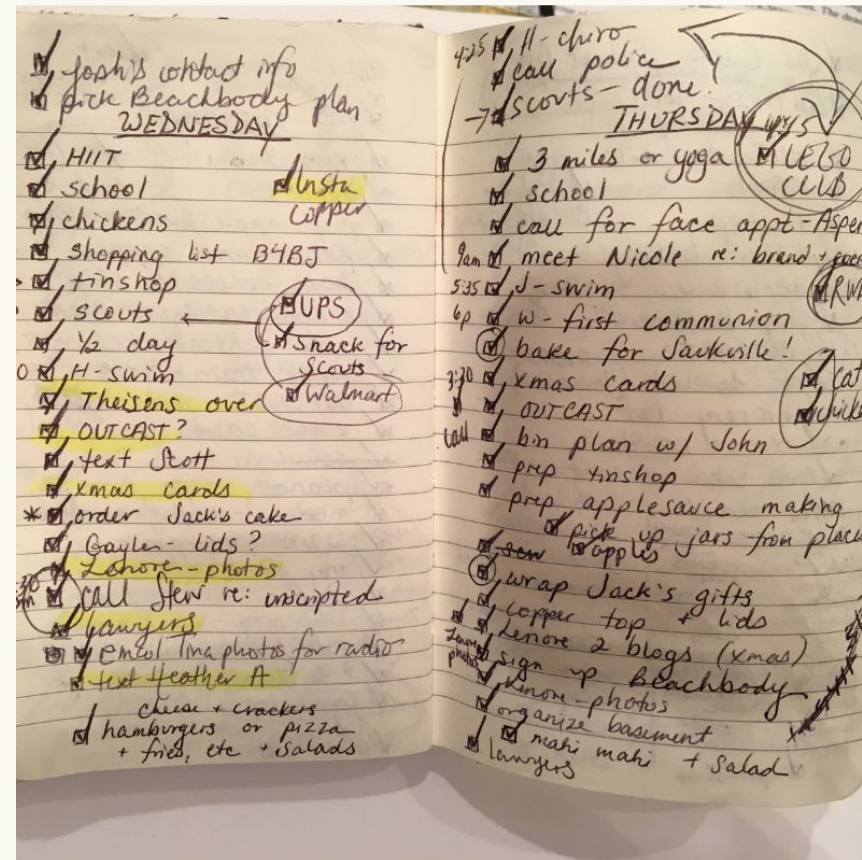 Josh's contact info
pick Beachbody plan
WEDNESDAY
HIIT
school
Insta
copper
chickens
shopping list B4BJ
tinshop
scouts
UPS
1/2 day
snack for
scouts
H-swim
Walmart
Theisens over
OUTCAST?
text Scott
xmas cards
* order Jack's cake
Gayler - lids?
Lenore - photos
call Stew re: unscripted
lawyers
email Tina photos for radio
text Heather A
cheese + crackers
hamburgers or pizza
+ fries, etc + salads
4:25 H-chiro
call police
scouts - done!
THURSDAY
3 miles or yoga
LEGO
CLUB
school
call for face appt - Aspen
9am meet Nicole re: brand +
5:35 J-swim
6p W - first communion
bake for Saukville!
3:30 xmas cards
OUTCAST
call bin plan w/ John
prep tinshop
prep applesauce making
pick up jars from place
sew apples
wrap Jack's gifts
copper top + lids
Lenore 2 blogs (xmas)
Lenore
photos
sign up Beachbody
Lenore - photos
organize basement
mahi mahi + salad
lawyers